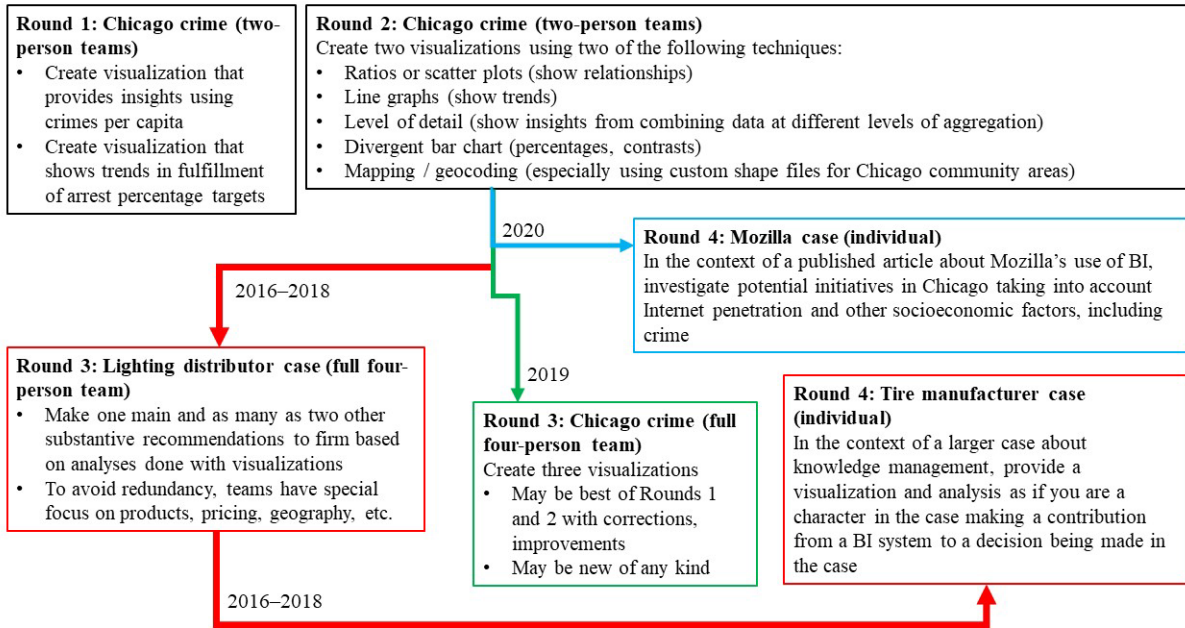 Round 1: Chicago crime (two-
person teams)
• Create visualization that
provides insights using
crimes per capita
• Create visualization that
shows trends in fulfillment
of arrest percentage targets
Round 2: Chicago crime (two-person teams)
Create two visualizations using two of the following techniques:
• Ratios or scatter plots (show relationships)
• Line graphs (show trends)
• Level of detail (show insights from combining data at different levels of aggregation)
• Divergent bar chart (percentages, contrasts)
• Mapping / geocoding (especially using custom shape files for Chicago community areas)
2020
Round 4: Mozilla case (individual)
In the context of a published article about Mozilla’s use of BI,
investigate potential initiatives in Chicago taking into account
Internet penetration and other socioeconomic factors, including
crime
2016–2018
Round 3: Lighting distributor case (full four-
person team)
• Make one main and as many as two other
substantive recommendations to firm based
on analyses done with visualizations
• To avoid redundancy, teams have special
focus on products, pricing, geography, etc.
2019
Round 3: Chicago crime (full
four-person team)
Create three visualizations
• May be best of Rounds 1
and 2 with corrections,
improvements
• May be new of any kind
Round 4: Tire manufacturer case
(individual)
In the context of a larger case about
knowledge management, provide a
visualization and analysis as if you are a
character in the case making a contribution
from a BI system to a decision being made in
the case
2016–2018